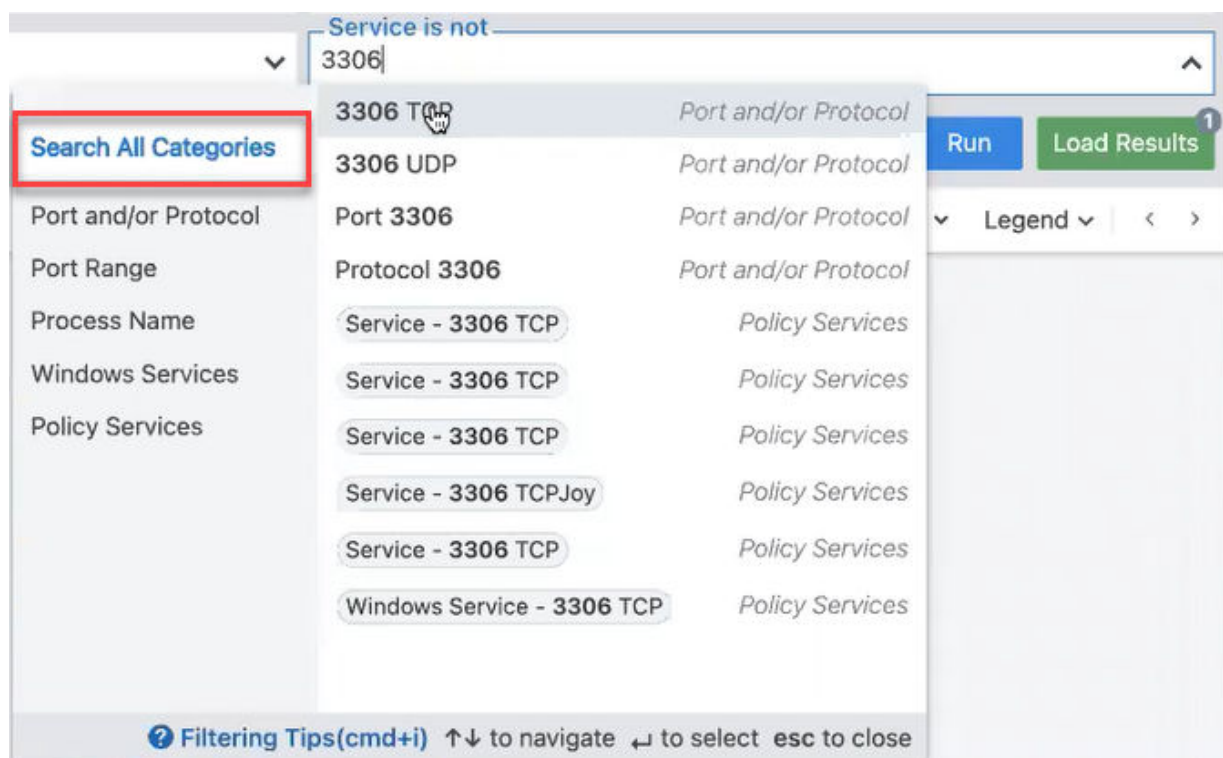 Service is not
3306
Search All Categories
Port and/or Protocol
Port Range
Process Name
Windows Services
Policy Services
3306 TCP Port and/or Protocol
3306 UDP Port and/or Protocol
Port 3306 Port and/or Protocol
Protocol 3306 Port and/or Protocol
Service - 3306 TCP Policy Services
Service - 3306 TCP Policy Services
Service - 3306 TCP Policy Services
Service - 3306 TCPJoy Policy Services
Service - 3306 TCP Policy Services
Windows Service - 3306 TCP Policy Services
Run Load Results 1
Legend
? Filtering Tips(cmd+i) ↑↓ to navigate ↵ to select esc to close